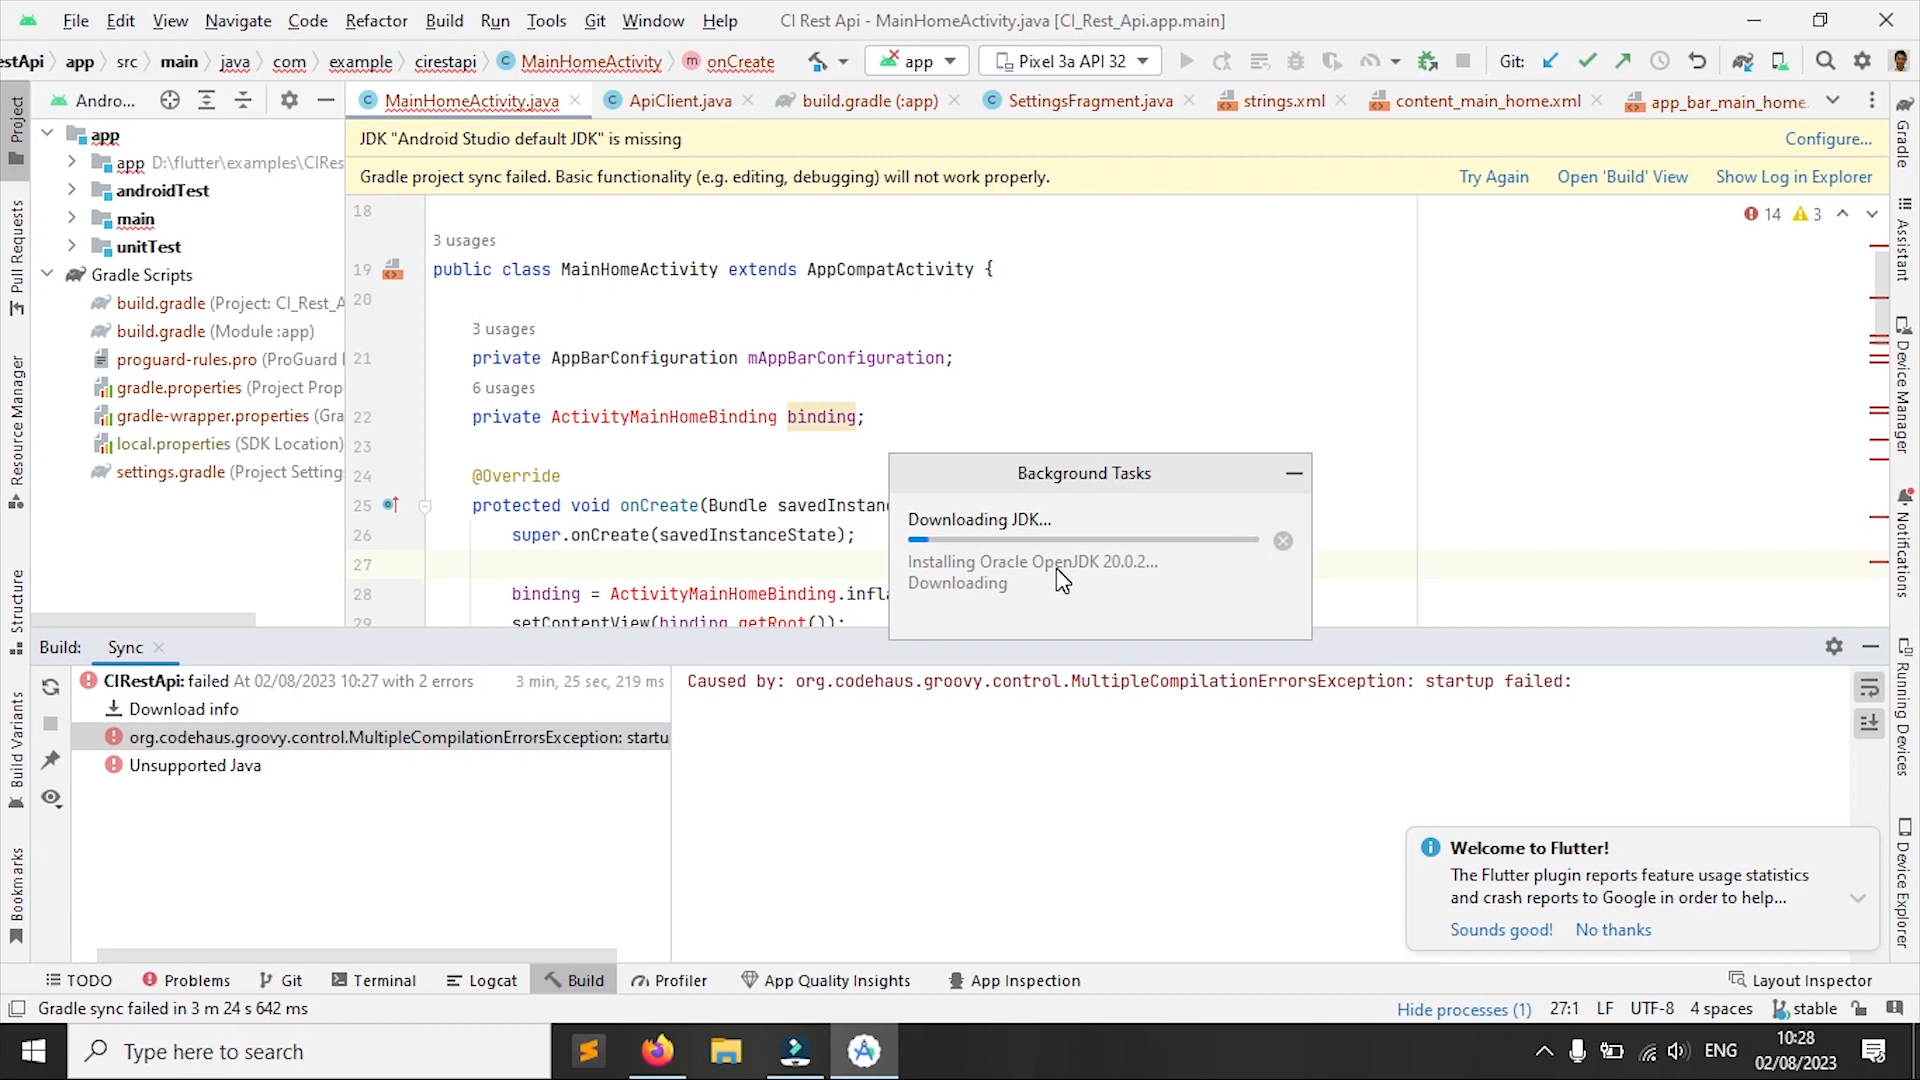 File Edit View Navigate Code Refactor Build Run Tools Git Window Help CI Rest Api - MainHomeActivity.java [CI_Rest_Api.app.main]
estApi app src main java com example cirestapi MainHomeActivity onCreate app Pixel 3a API 32 Git:
Andro... MainHomeActivity.java ApiClient.java build.gradle (:app) SettingsFragment.java strings.xml content_main_home.xml app_bar_main_home.
JDK "Android Studio default JDK" is missing Configure...
Gradle project sync failed. Basic functionality (e.g. editing, debugging) will not work properly. Try Again Open 'Build' View Show Log in Explorer
app
app D:\flutter\examples\CIRes
androidTest
main
unitTest
Gradle Scripts
build.gradle (Project: CI_Rest_A
build.gradle (Module :app)
proguard-rules.pro (ProGuard
gradle.properties (Project Prop
gradle-wrapper.properties (Gra
local.properties (SDK Location)
settings.gradle (Project Setting
14 3
18
3 usages
19 public class MainHomeActivity extends AppCompatActivity {
20
3 usages
21 private AppBarConfiguration mAppBarConfiguration;
6 usages
22 private ActivityMainHomeBinding binding;
23
24 @Override
25 protected void onCreate(Bundle savedInstan
26 super.onCreate(savedInstanceState);
27
28 binding = ActivityMainHomeBinding.infla
29 setContentView(binding.getRoot());
Background Tasks
Downloading JDK...
Installing Oracle OpenJDK 20.0.2...
Downloading
Project
Pull Requests
Resource Manager
Structure
Build Variants
Bookmarks
Gradle
Assistant
Device Manager
Notifications
Running Devices
Device Explorer
Build: Sync
CIRestApi: failed At 02/08/2023 10:27 with 2 errors 3 min, 25 sec, 219 ms
Download info
org.codehaus.groovy.control.MultipleCompilationErrorsException: startu
Unsupported Java
Caused by: org.codehaus.groovy.control.MultipleCompilationErrorsException: startup failed:
Welcome to Flutter!
The Flutter plugin reports feature usage statistics
and crash reports to Google in order to help...
Sounds good! No thanks
TODO Problems Git Terminal Logcat Build Profiler App Quality Insights App Inspection Layout Inspector
Gradle sync failed in 3 m 24 s 642 ms Hide processes (1) 27:1 LF UTF-8 4 spaces stable
Type here to search
ENG
10:28
02/08/2023